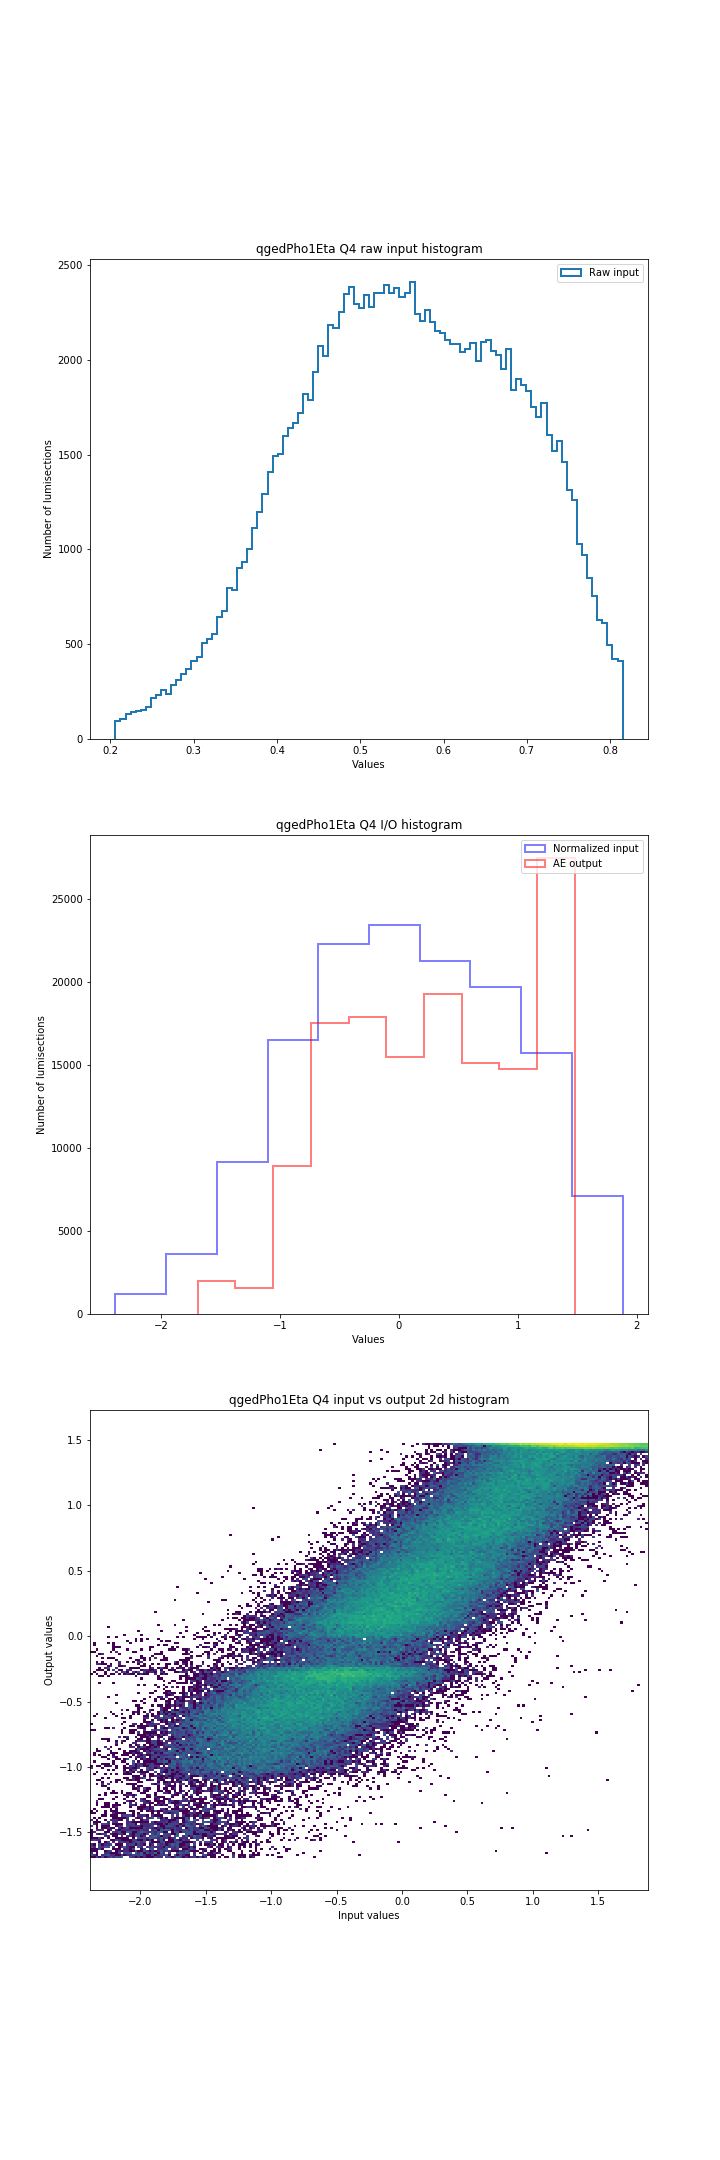 qgedPho1Eta Q4 raw input histogram
Raw input
2500
2000
1500
1000
500
0
Number of lumisections
0.2 0.3 0.4 0.5 0.6 0.7 0.8
Values
qgedPho1Eta Q4 I/O histogram
Normalized input
AE output
25000
20000
15000
10000
5000
0
Number of lumisections
−2 −1 0 1 2
Values
qgedPho1Eta Q4 input vs output 2d histogram
1.5
1.0
0.5
0.0
−0.5
−1.0
−1.5
Output values
−2.0 −1.5 −1.0 −0.5 0.0 0.5 1.0 1.5
Input values